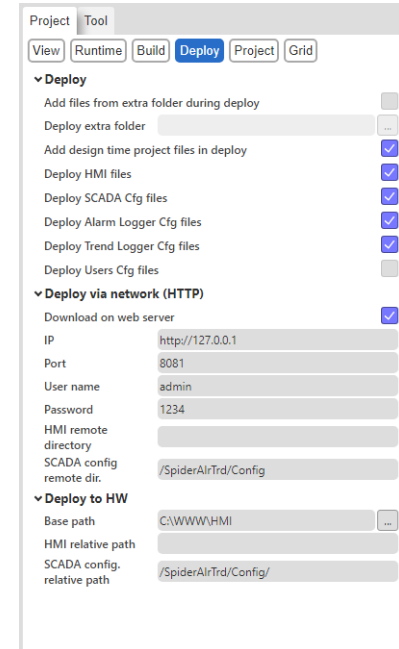 Project Tool
View Runtime Build Deploy Project Grid
Deploy
Add files from extra folder during deploy
Deploy extra folder ...
Add design time project files in deploy
Deploy HMI files
Deploy SCADA Cfg files
Deploy Alarm Logger Cfg files
Deploy Trend Logger Cfg files
Deploy Users Cfg files
Deploy via network (HTTP)
Download on web server
IP http://127.0.0.1
Port 8081
User name admin
Password 1234
HMI remote
directory
SCADA config
remote dir. /SpiderAlrTrd/Config
Deploy to HW
Base path C:\WWW\HMI ...
HMI relative path
SCADA config.
relative path /SpiderAlrTrd/Config/